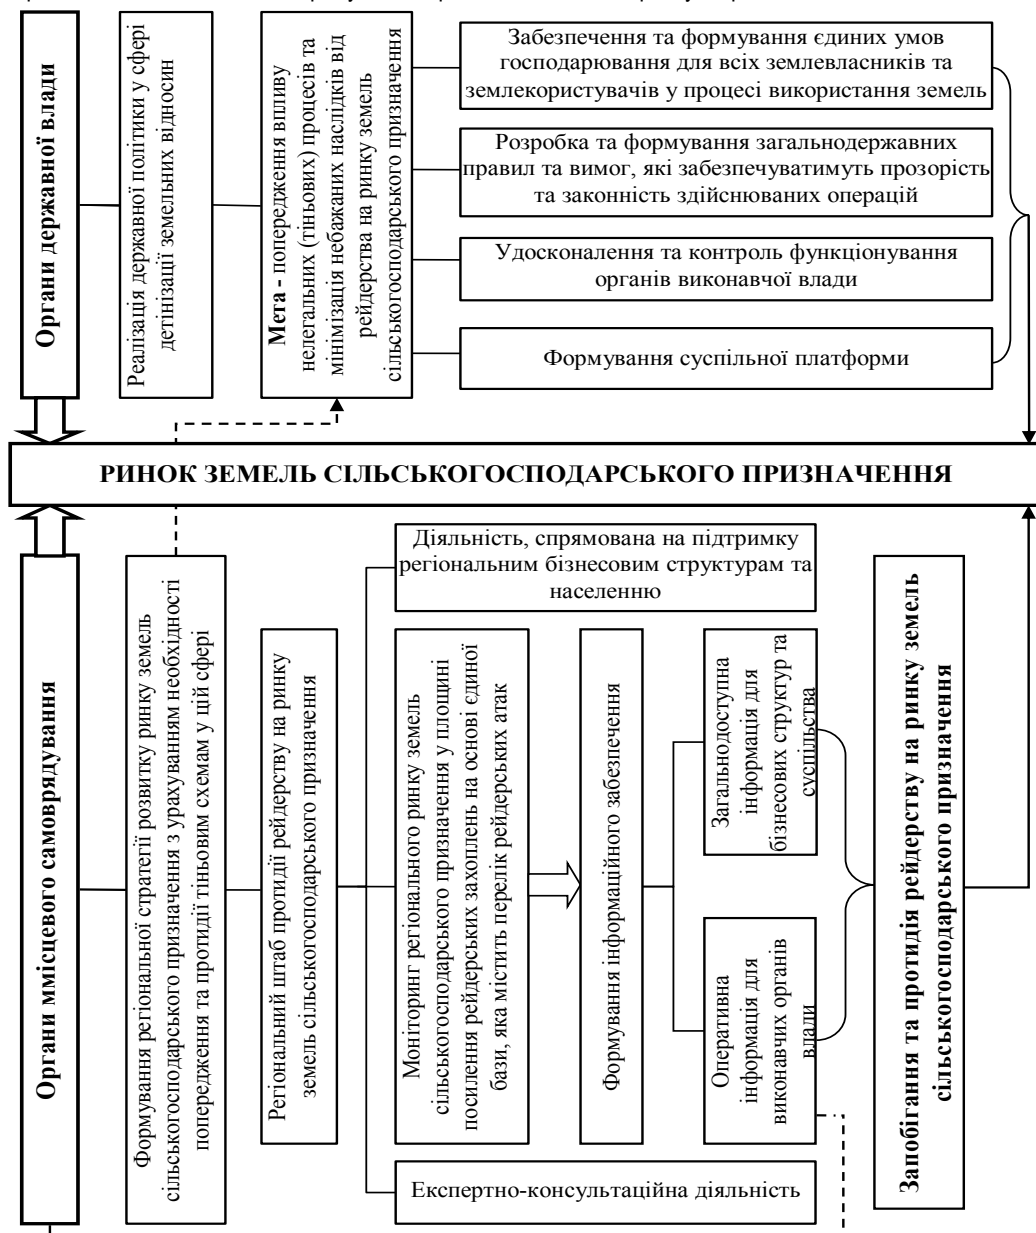 Органи державної влади
Реалізація державної політики у сфері
детінізації земельних відносин
Мета - попередження впливу
нелегальних (тіньових) процесів та
мінімізація небажаних наслідків від
рейдерства на ринку земель
сільськогосподарського призначення
Забезпечення та формування єдиних умов
господарювання для всіх землевласників та
землекористувачів у процесі використання земель
Розробка та формування загальнодержавних
правил та вимог, які забезпечуватимуть прозорість
та законність здійснюваних операцій
Удосконалення та контроль функціонування
органів виконавчої влади
Формування суспільної платформи
РИНОК ЗЕМЕЛЬ СІЛЬСЬКОГОСПОДАРСЬКОГО ПРИЗНАЧЕННЯ
Органи ммісцевого самоврядування
Формування регіональної стратегії розвитку ринку земель
сільськогосподарського призначення з урахуванням необхідності
попередження та протидії тіньовим схемам у цій сфері
Регіональний штаб протидії рейдерству на ринку
земель сільськогосподарського призначення
Діяльність, спрямована на підтримку
регіональним бізнесовим структурам та
населенню
Моніторинг регіонального ринку земель
сільськогосподарського призначення у площині
посилення рейдерських захоплень на основі єдиної
бази, яка містить перелік рейдерських атак
Формування інформаційного забезпечення
Загальнодоступна
інформація для
бізнесових структур та
суспільства
Оперативна
інформація для
виконавчих органів
влади
Експертно-консультаційна діяльність
Запобігання та протидія рейдерству на ринку земель
сільськогосподарського призначення